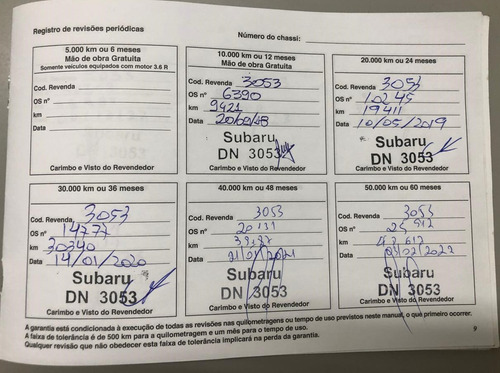 Registro de revisões periódicas
Número do chassi:
5.000 km ou 6 meses
Mão de obra Gratuita
Somente veículos equipados com motor 3.6 R
Cod. Revenda
OS nº
km
Data
Carimbo e Visto do Revendedor
10.000 km ou 12 meses
Mão de obra Gratuita
Cod. Revenda 3053
OS nº 6390
km 9421
Data
Subaru
DN 3053
Carimbo e Visto do Revendedor
20.000 km ou 24 meses
Cod. Revenda 3053
OS nº 10245
km 19411
Data 10/05/2019
Subaru
DN 3053
Carimbo e Visto do Revendedor
30.000 km ou 36 meses
Cod. Revenda 3053
OS nº 14777
km 30340
Data 14/01/2020
Subaru
DN 3053
Carimbo e Visto do Revendedor
40.000 km ou 48 meses
Cod. Revenda 3053
OS nº 20131
km
Data
Subaru
DN 3053
Carimbo e Visto do Revendedor
50.000 km ou 60 meses
Cod. Revenda 3053
OS nº
km
Data
Subaru
DN 3053
Carimbo e Visto do Revendedor
A garantia está condicionada à execução de todas as revisões nas quilometragens ou tempo de uso previstos neste manual, o que primeiro ocorrer.
A faixa de tolerância é de 500 km para a quilometragem e um mês para o tempo de uso.
Qualquer revisão que não obedecer esta faixa de tolerância implicará na perda da garantia.
9